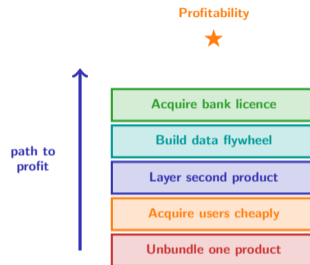 Profitability
Acquire bank licence
Build data flywheel
path to
profit
Layer second product
Acquire users cheaply
Unbundle one product